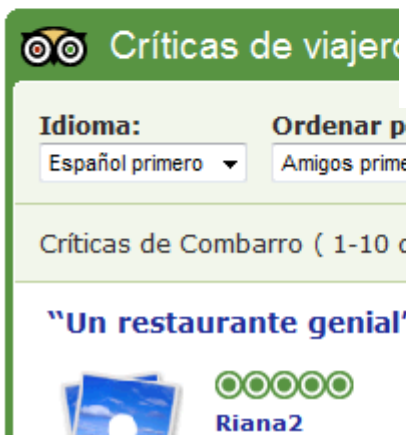 Críticas de viajero
Idioma: Ordenar p
Español primero Amigos prime
Críticas de Combarro ( 1-10 d
“Un restaurante genial”
Riana2